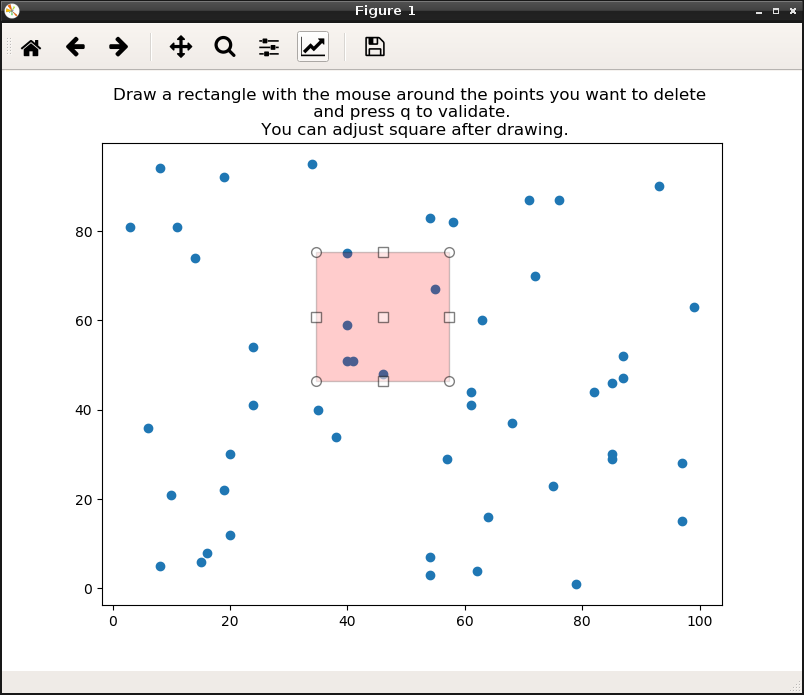 Figure 1
Draw a rectangle with the mouse around the points you want to delete
and press q to validate.
You can adjust square after drawing.
80
60
40
20
0
0 20 40 60 80 100